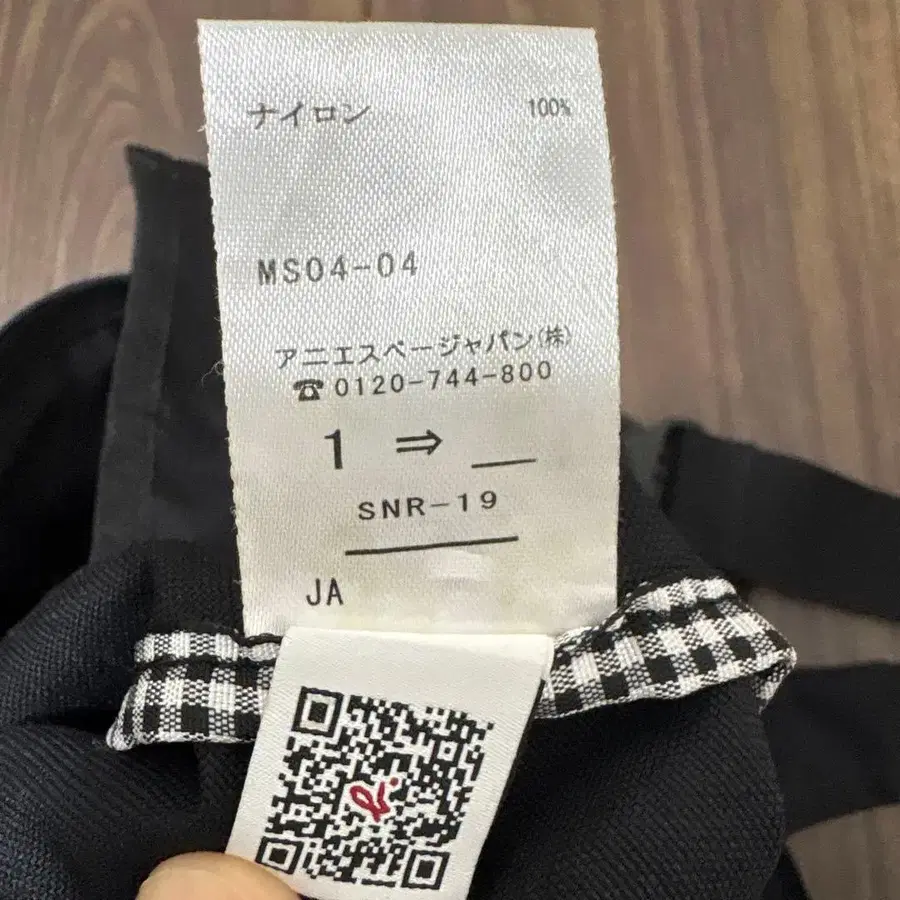 ナイロン 100%
MS04-04
アニエスベージャパン(株)
☎0120-744-800
1 ⇒ __
SNR-19
JA
b.